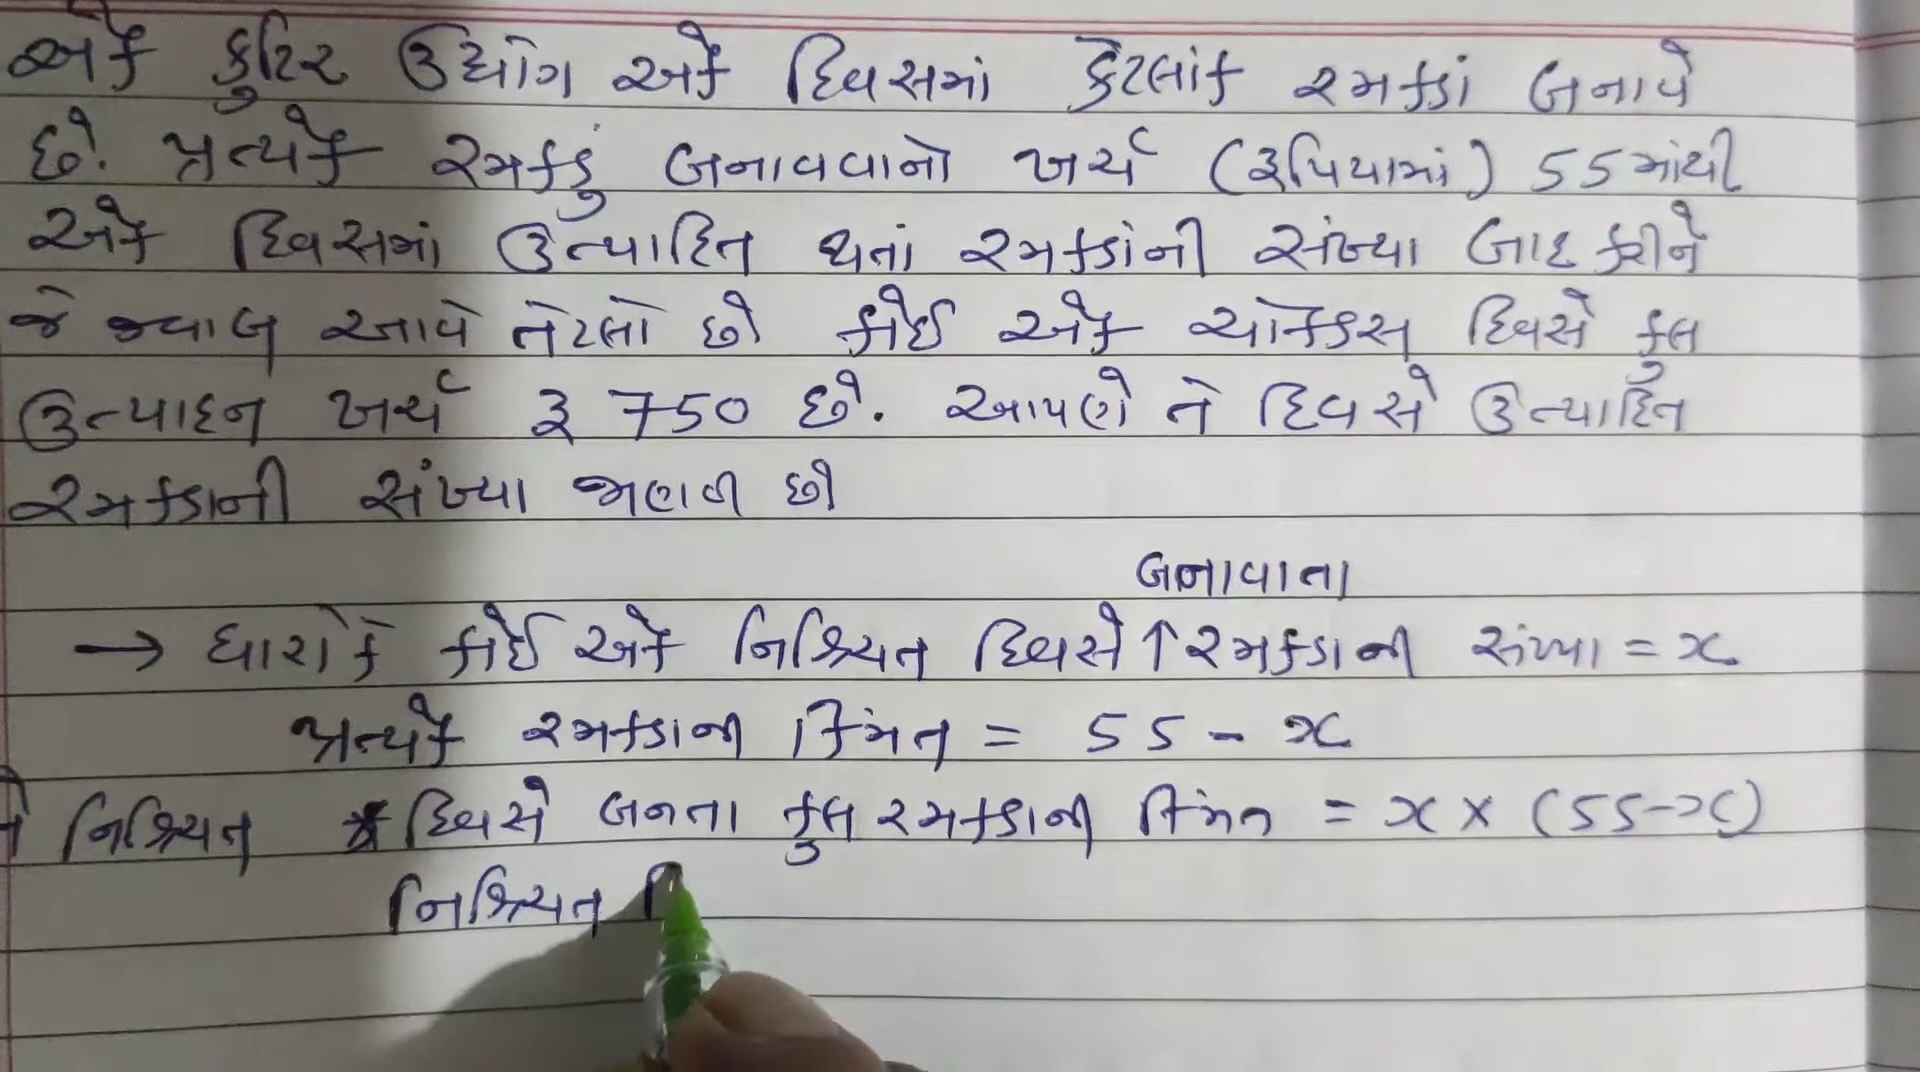 એક કુટિર ઉદ્યોગ એક દિવસમાં કેટલાંક રમકડાં બનાવે
છે. પ્રત્યેક રમકડું બનાવવાનો ખર્ચ (રૂપિયામાં) 55માંથી
એક દિવસમાં ઉત્પાદિત થતાં રમકડાંની સંખ્યા બાદ કરીને
જે જવાબ આવે તેટલો છે કોઈ એક ચોક્કસ દિવસે કુલ
ઉત્પાદન ખર્ચ રૂ 750 છે. આપણે તે દિવસે ઉત્પાદિત
રમકડાની સંખ્યા જાણવી છે
બનાવાતા
→ ધારો કે કોઈ એક નિશ્ચિત દિવસે ↑ રમકડાની સંખ્યા = x
પ્રત્યેક રમકડાની કિંમત = 55 - x
નિશ્ચિત દિવસે બનતા કુલ રમકડાની કિંમત = x × (55-x)
નિશ્ચિત